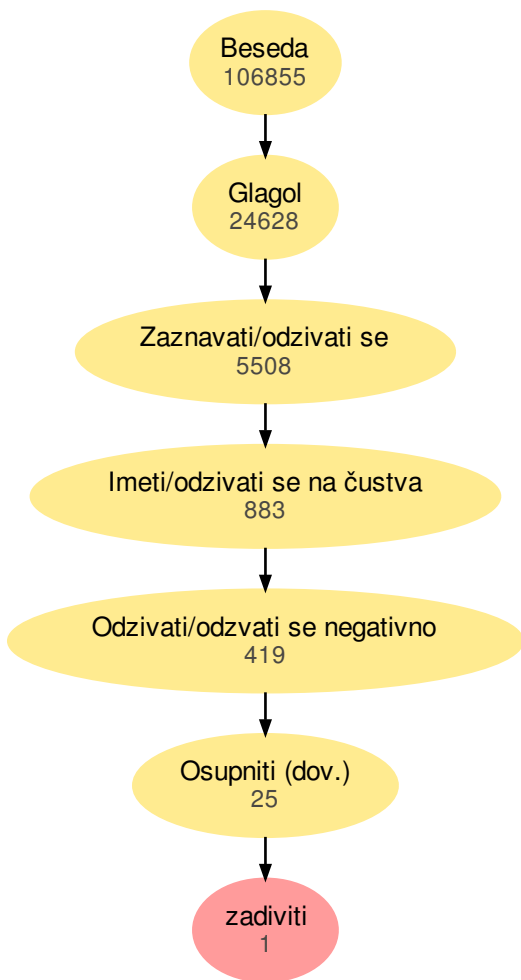 Beseda
106855
Glagol
24628
Zaznavati/odzivati se
5508
Imeti/odzivati se na čustva
883
Odzivati/odzvati se negativno
419
Osupniti (dov.)
25
zadiviti
1